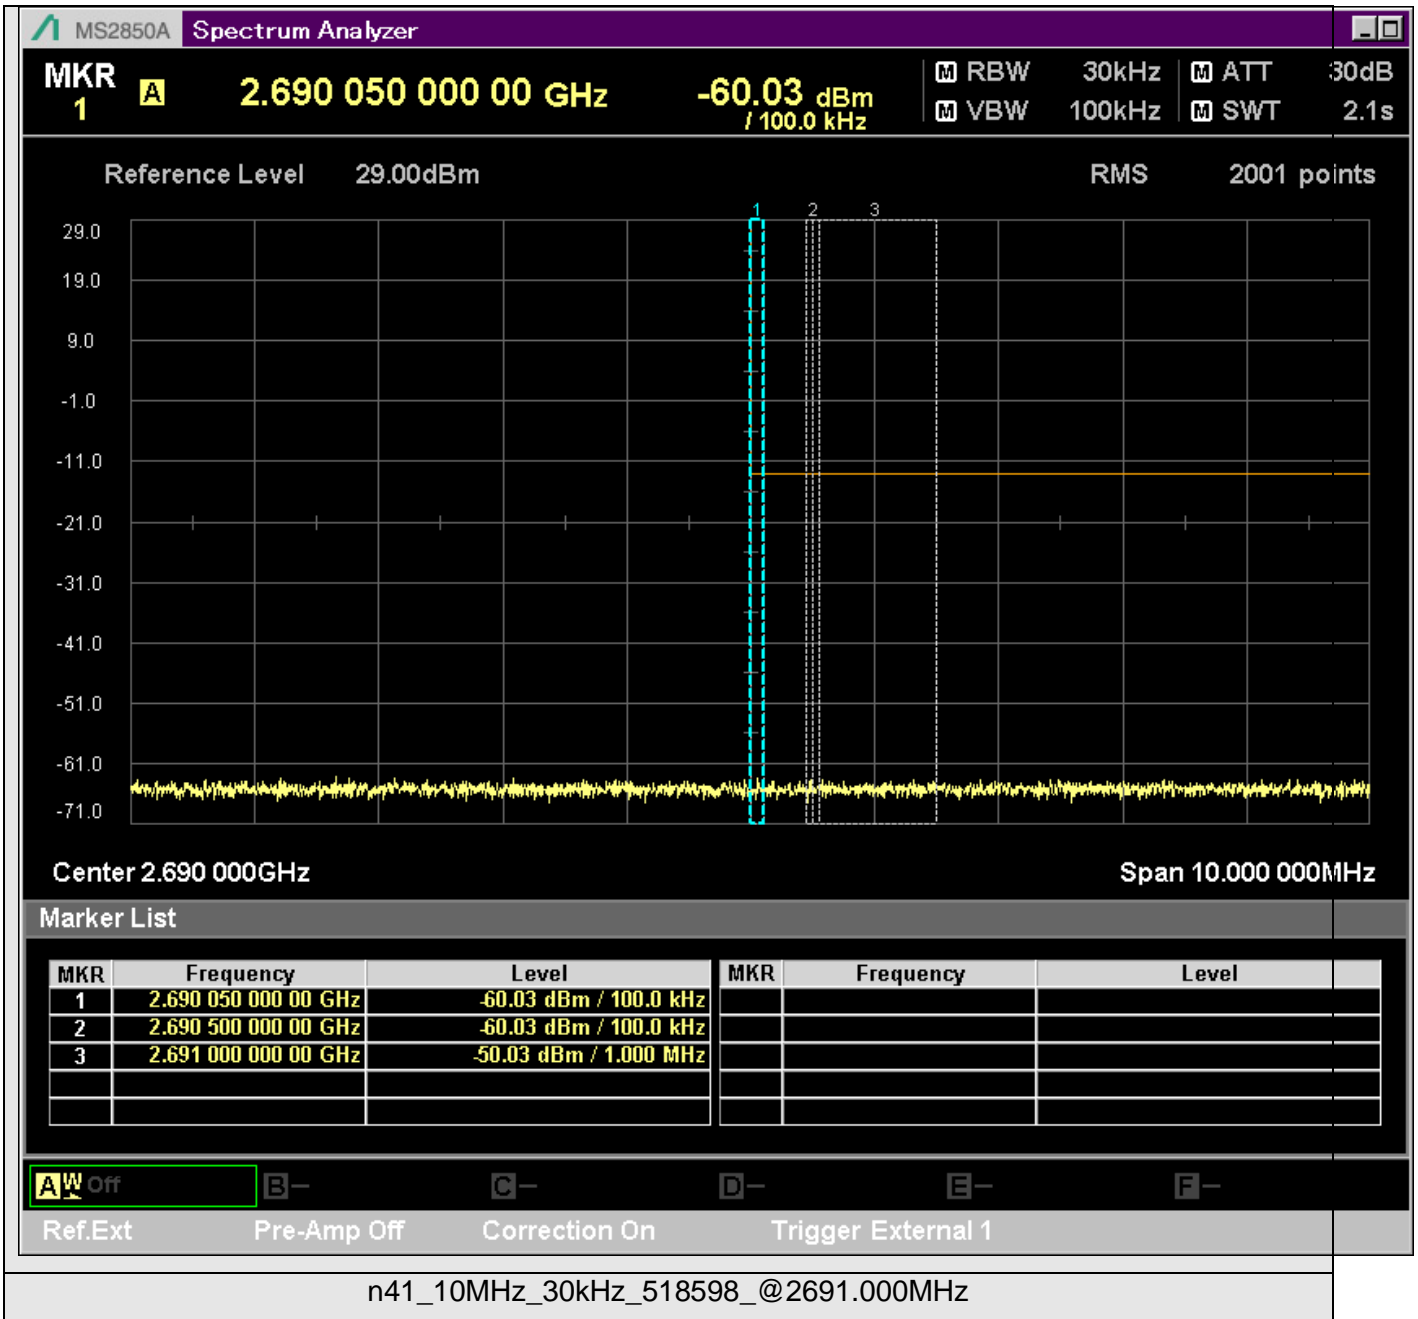 MS2850A Spectrum Analyzer
MKR 1 A 2.690 050 000 00 GHz -60.03 dBm / 100.0 kHz
M RBW 30kHz M ATT 30dB
M VBW 100kHz M SWT 2.1s
Reference Level 29.00dBm RMS 2001 points
1 2 3
29.0
19.0
9.0
-1.0
-11.0
-21.0
-31.0
-41.0
-51.0
-61.0
-71.0
Center 2.690 000GHz Span 10.000 000MHz
Marker List
MKR Frequency Level MKR Frequency Level
1 2.690 050 000 00 GHz -60.03 dBm / 100.0 kHz
2 2.690 500 000 00 GHz -60.03 dBm / 100.0 kHz
3 2.691 000 000 00 GHz -50.03 dBm / 1.000 MHz
A W Off B – C – D – E – F –
Ref.Ext Pre-Amp Off Correction On Trigger External 1
n41_10MHz_30kHz_518598_@2691.000MHz